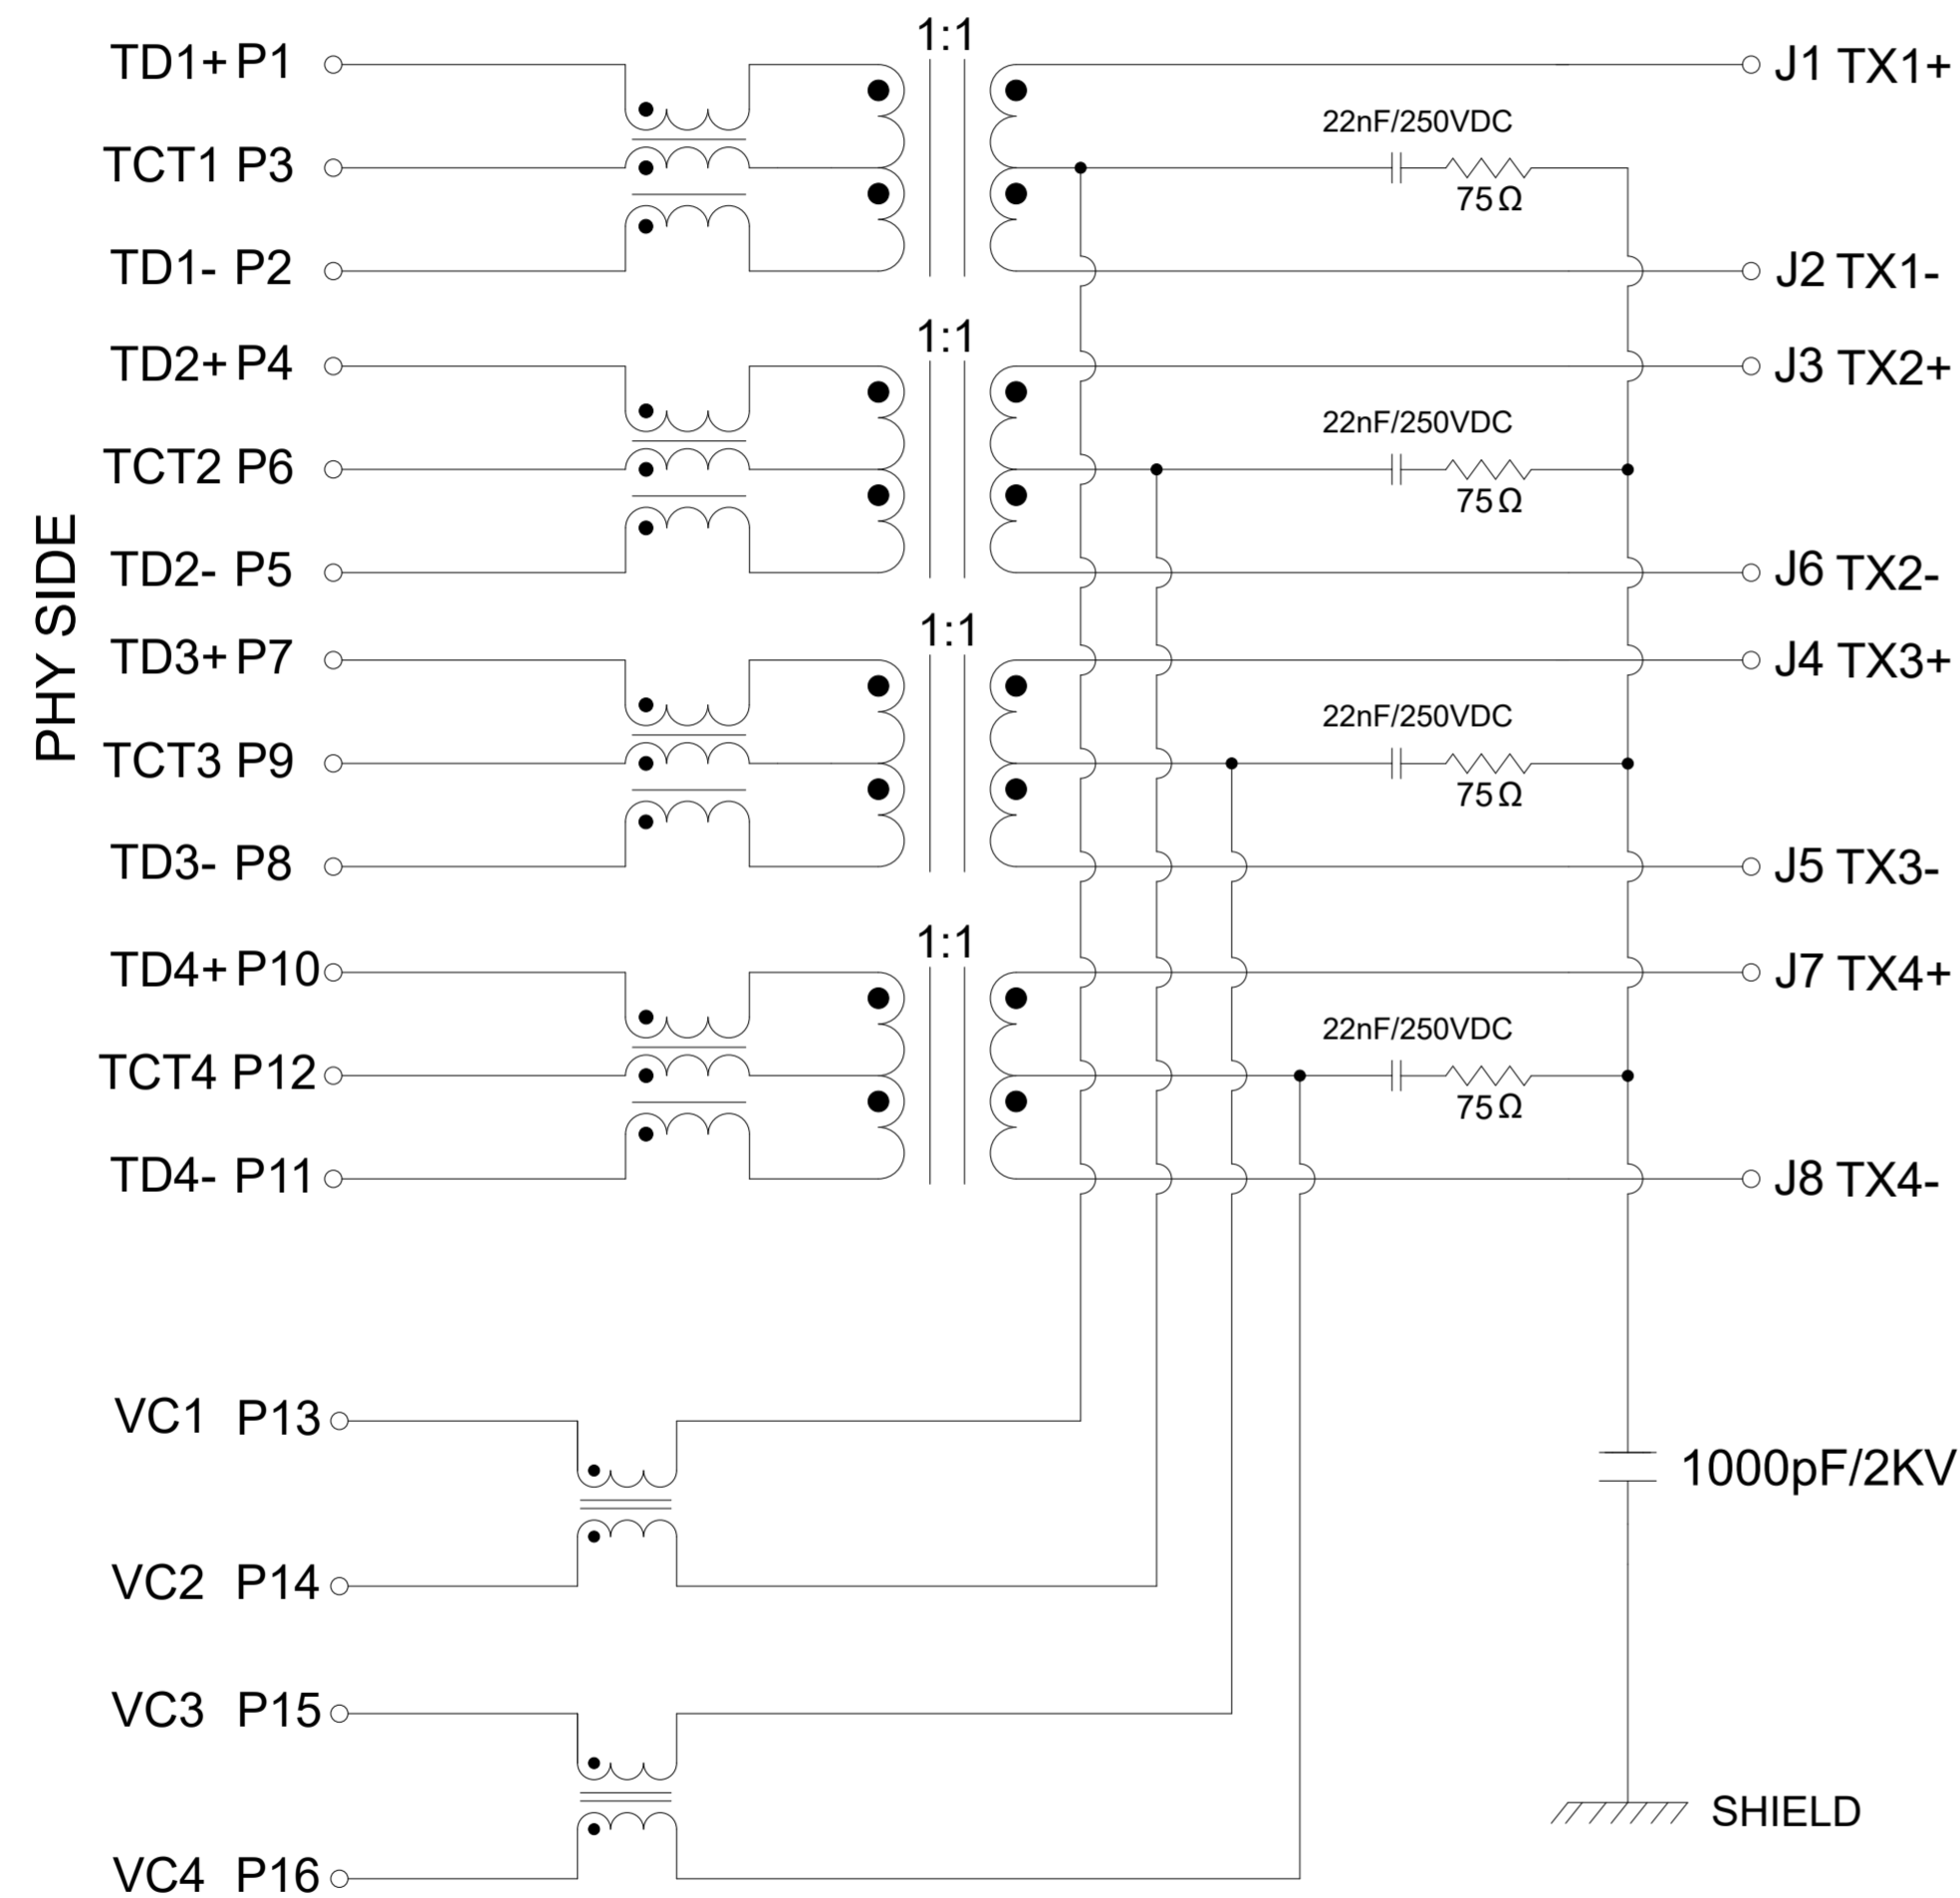 1:1
TD1+ P1 J1 TX1+
22nF/250VDC
TCT1 P3
75Ω
TD1- P2 J2 TX1-
1:1
TD2+ P4 J3 TX2+
22nF/250VDC
TCT2 P6
75Ω
PHY SIDE
TD2- P5 J6 TX2-
1:1
TD3+ P7 J4 TX3+
22nF/250VDC
TCT3 P9
75Ω
TD3- P8 J5 TX3-
1:1
TD4+ P10 J7 TX4+
22nF/250VDC
TCT4 P12
75Ω
TD4- P11 J8 TX4-
VC1 P13
1000pF/2KV
VC2 P14
VC3 P15
SHIELD
VC4 P16